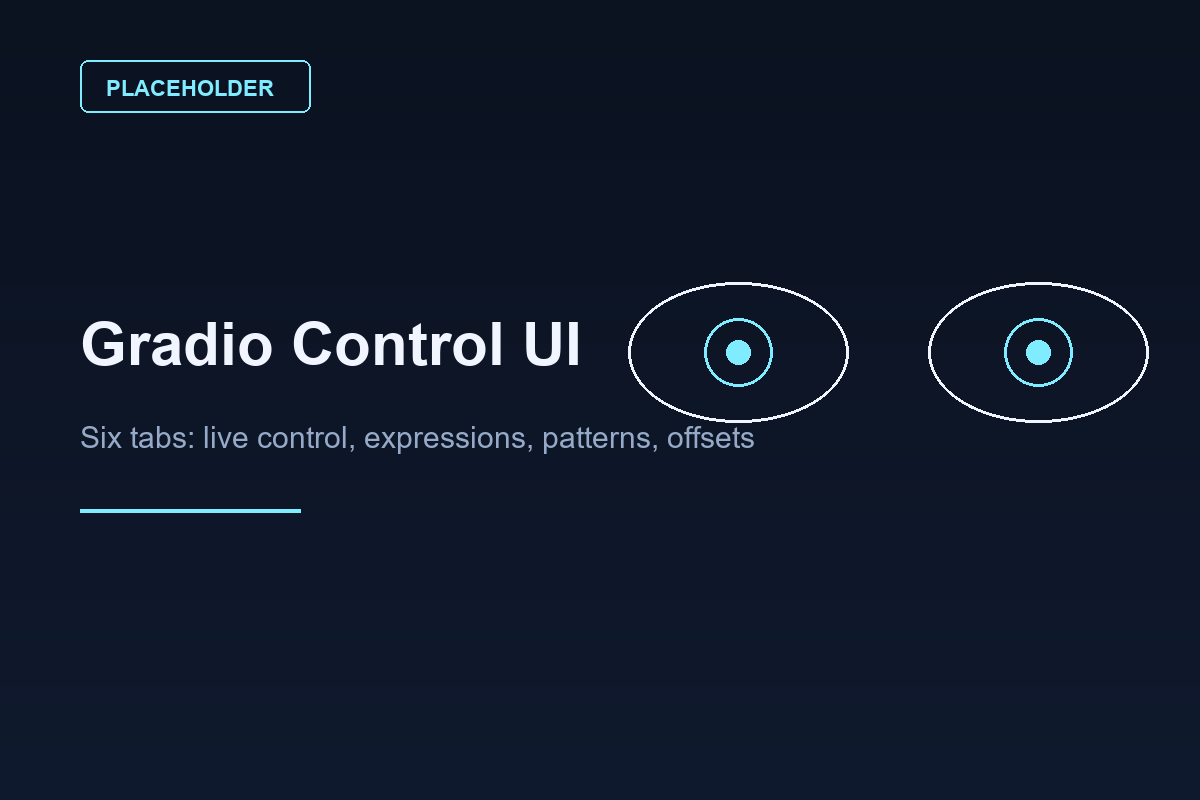 PLACEHOLDER
Gradio Control UI
Six tabs: live control, expressions, patterns, offsets